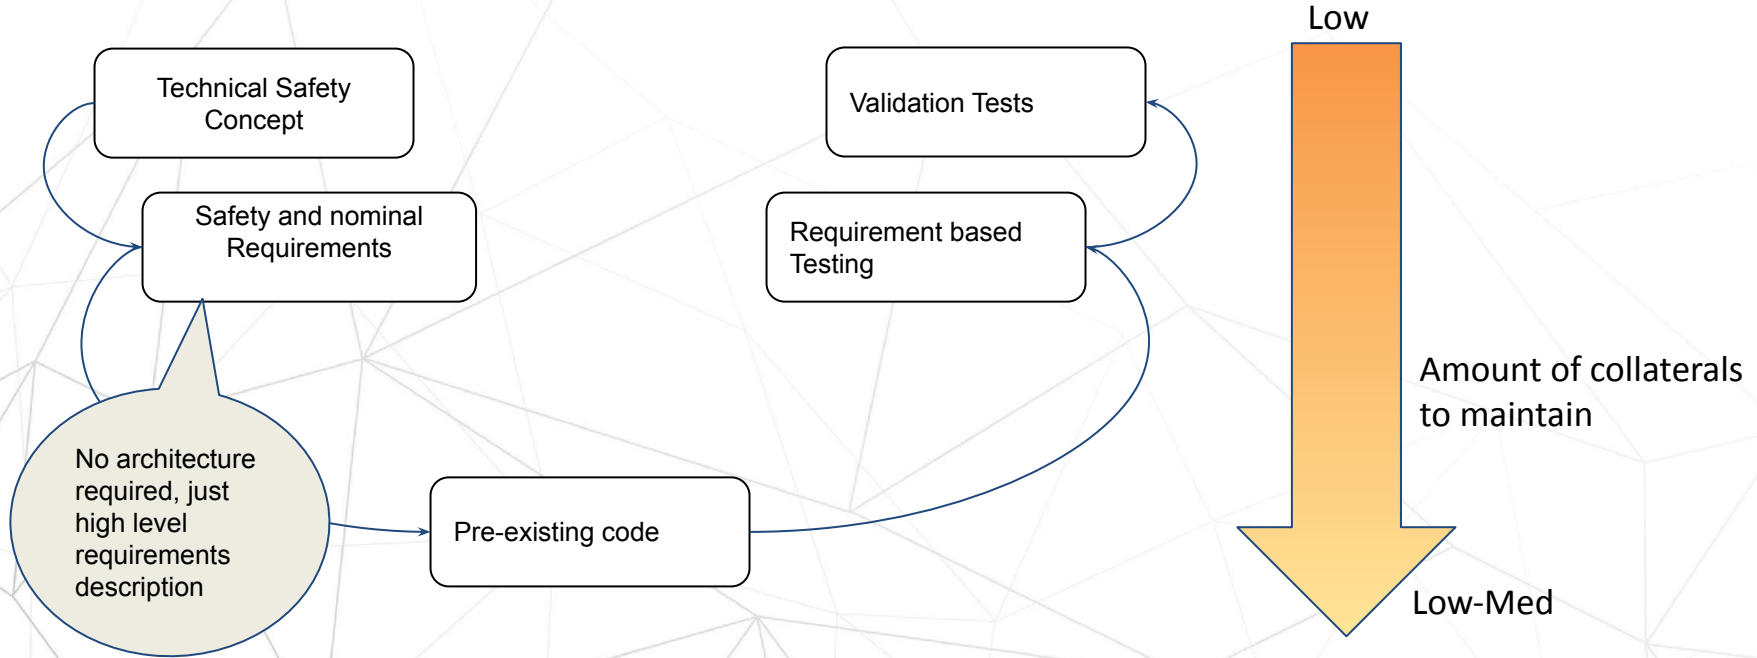 Low
Technical Safety
Concept
Validation Tests
Safety and nominal
Requirements
Requirement based
Testing
Amount of collaterals
to maintain
No architecture
required, just
high level
requirements
description
Pre-existing code
Low-Med